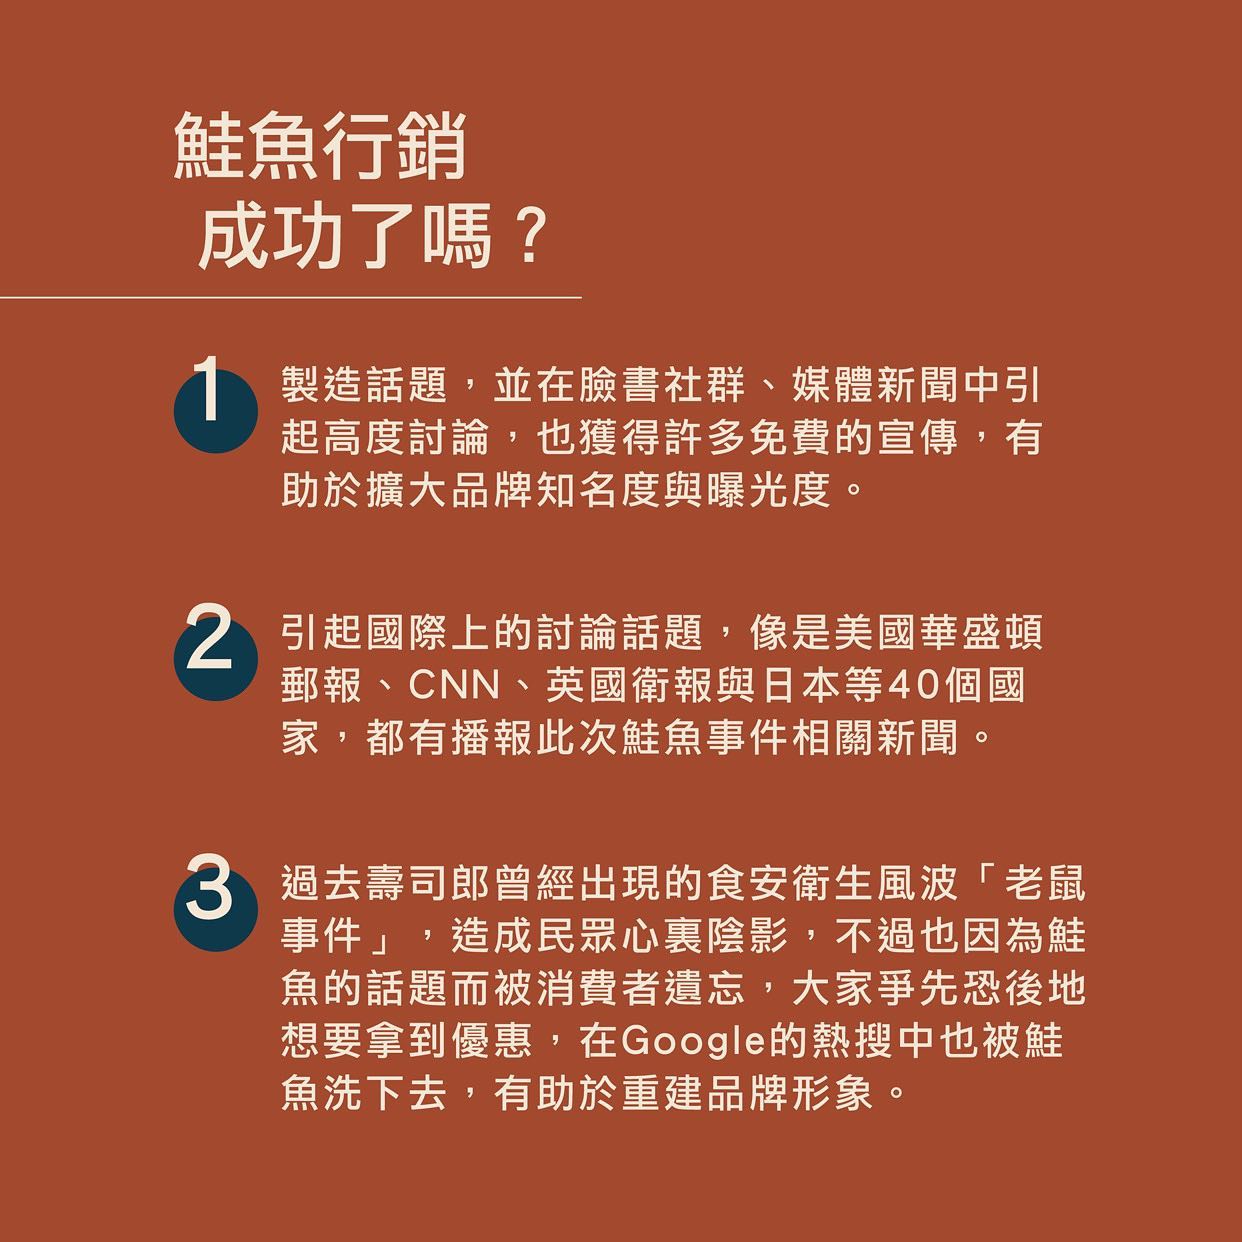 鮭魚行銷
成功了嗎？
1
製造話題，並在臉書社群、媒體新聞中引
起高度討論，也獲得許多免費的宣傳，有
助於擴大品牌知名度與曝光度。
2
引起國際上的討論話題，像是美國華盛頓
郵報、CNN、英國衛報與日本等40個國
家，都有播報此次鮭魚事件相關新聞。
3
過去壽司郎曾經出現的食安衛生風波「老鼠
事件」，造成民眾心裏陰影，不過也因為鮭
魚的話題而被消費者遺忘，大家爭先恐後地
想要拿到優惠，在Google的熱搜中也被鮭
魚洗下去，有助於重建品牌形象。